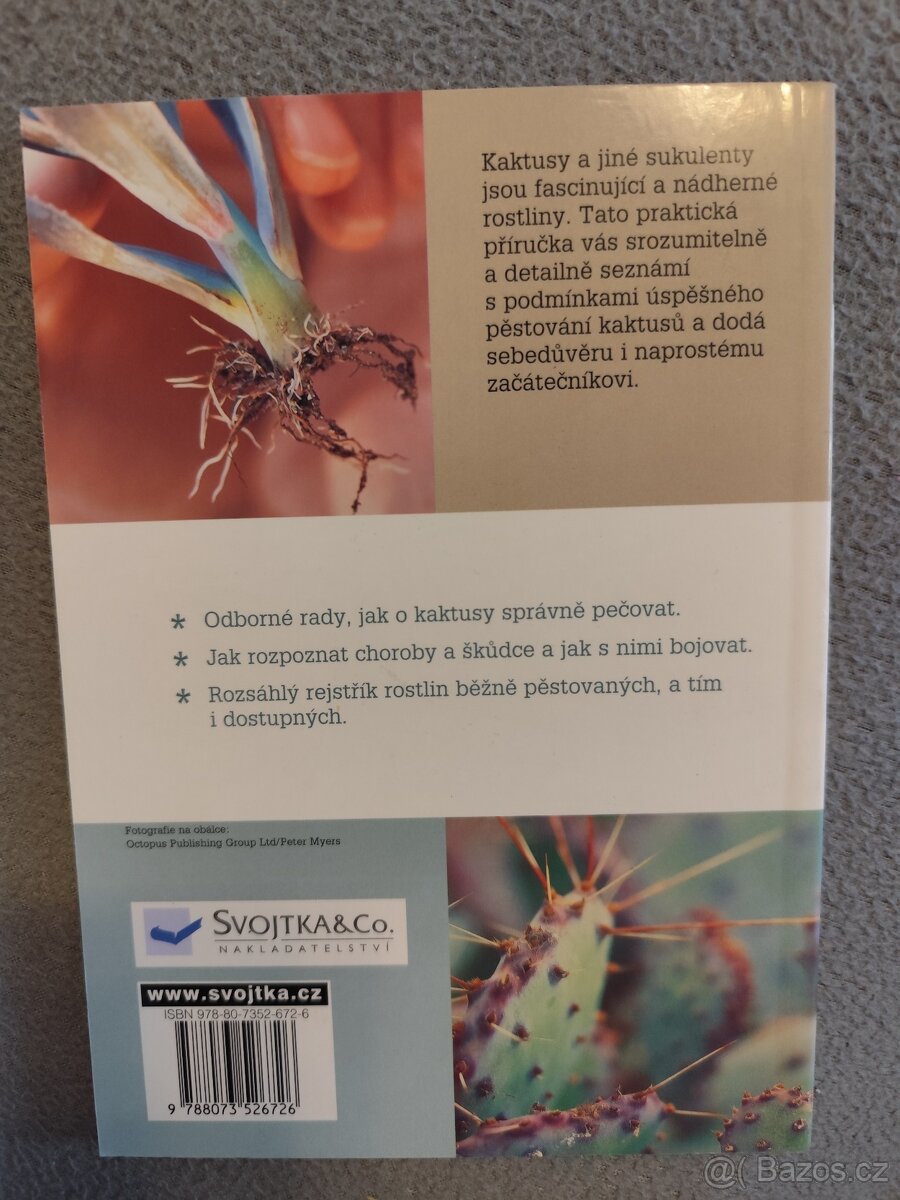 Kaktusy a jiné sukulenty
jsou fascinující a nádherné
rostliny. Tato praktická
příručka vás srozumitelně
a detailně seznámí
s podmínkami úspěšného
pěstování kaktusů a dodá
sebedůvěru i naprostému
začátečníkovi.
* Odborné rady, jak o kaktusy správně pečovat.
* Jak rozpoznat choroby a škůdce a jak s nimi bojovat.
* Rozsáhlý rejstřík rostlin běžně pěstovaných, a tím
i dostupných.
Fotografie na obálce:
Octopus Publishing Group Ltd/Peter Myers
SVOJTKA&CO.
NAKLADATELSTVÍ
www.svojtka.cz
ISBN 978-80-7352-672-6
9 788073 526726
@( Bazos.cz